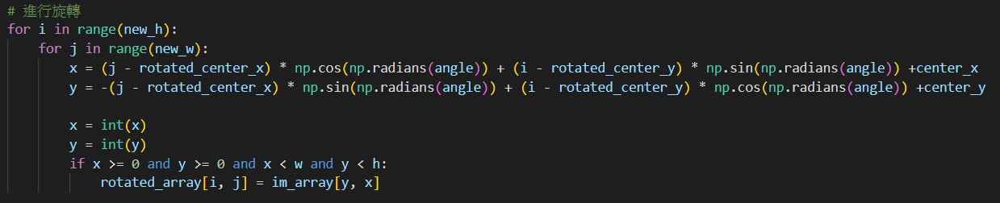 # 進行旋轉
for i in range(new_h):
    for j in range(new_w):
        x = (j - rotated_center_x) * np.cos(np.radians(angle)) + (i - rotated_center_y) * np.sin(np.radians(angle)) +center_x
        y = -(j - rotated_center_x) * np.sin(np.radians(angle)) + (i - rotated_center_y) * np.cos(np.radians(angle)) +center_y

        x = int(x)
        y = int(y)
        if x >= 0 and y >= 0 and x < w and y < h:
            rotated_array[i, j] = im_array[y, x]